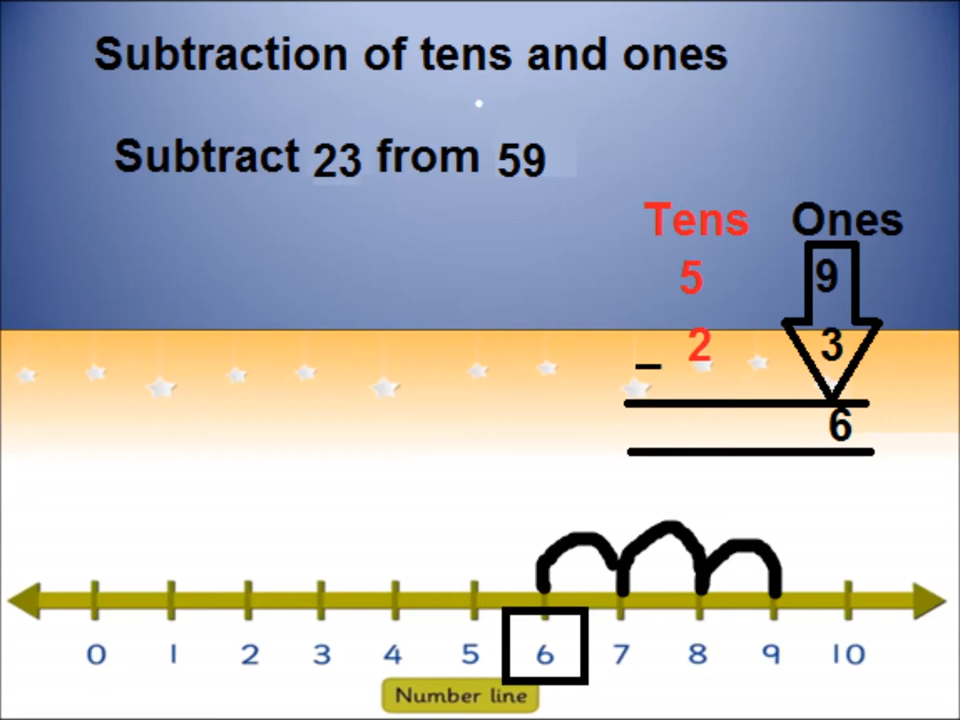 Subtraction of tens and ones
Subtract 23 from 59
Tens Ones
5 9
– 2 3
6
0 1 2 3 4 5 6 7 8 9 10
Number line